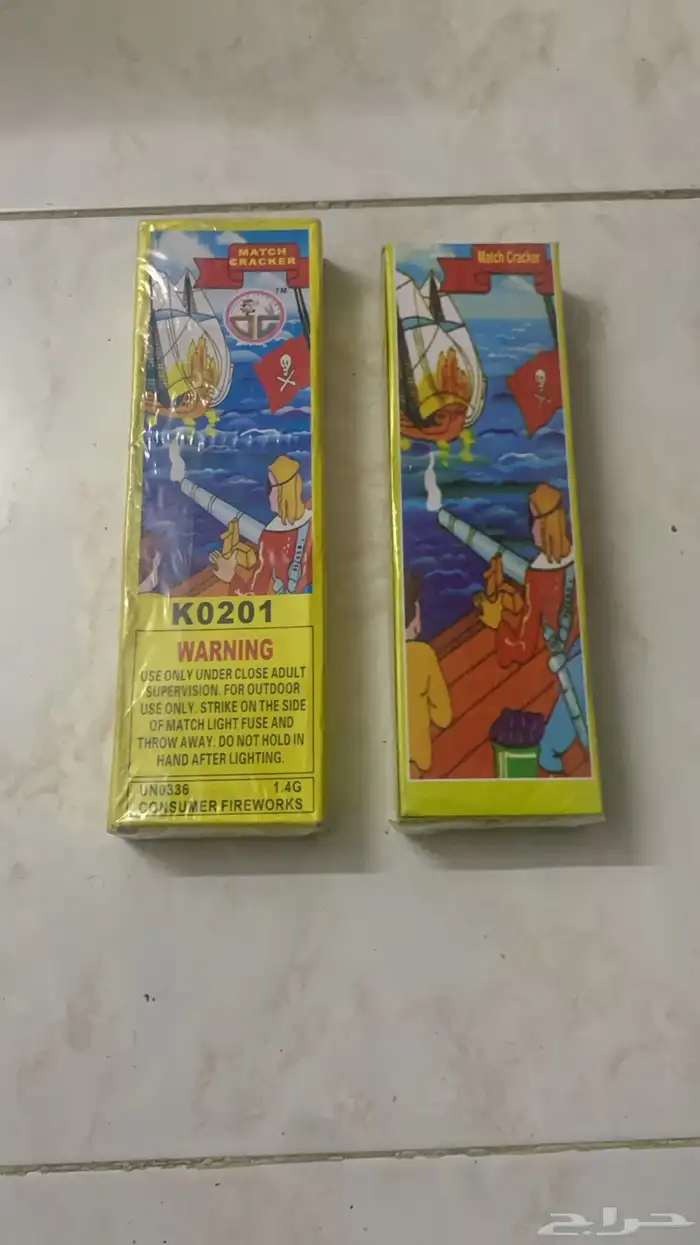 MATCH
CRACKER
TM
K0201
WARNING
USE ONLY UNDER CLOSE ADULT
SUPERVISION. FOR OUTDOOR
USE ONLY. STRIKE ON THE SIDE
OF MATCH LIGHT FUSE AND
THROW AWAY. DO NOT HOLD IN
HAND AFTER LIGHTING.
UN0336 1.4G
CONSUMER FIREWORKS
Match Cracker
حراج